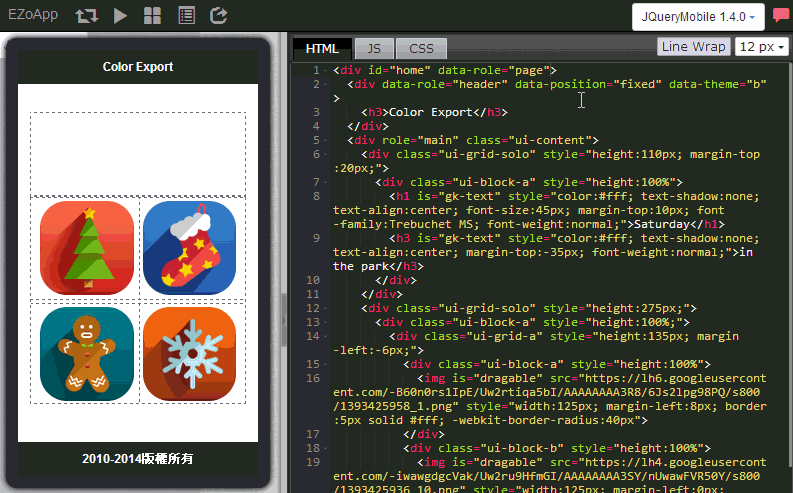 EZoApp
JQueryMobile 1.4.0
Color Export
2010-2014版權所有
HTML JS CSS Line Wrap 12 px
1 <div id="home" data-role="page">
2 <div data-role="header" data-position="fixed" data-theme="b"
>
3 <h3>Color Export</h3>
4 </div>
5 <div role="main" class="ui-content">
6 <div class="ui-grid-solo" style="height:110px; margin-top
:20px;">
7 <div class="ui-block-a" style="height:100%">
8 <h1 is="gk-text" style="color:#fff; text-shadow:none;
text-align:center; font-size:45px; margin-top:10px; font
-family:Trebuchet MS; font-weight:normal;">Saturday</h1>
9 <h3 is="gk-text" style="color:#fff; text-shadow:none;
text-align:center; margin-top:-35px; font-weight:normal;">in
the park</h3>
10 </div>
11 </div>
12 <div class="ui-grid-solo" style="height:275px;">
13 <div class="ui-block-a" style="height:100%;">
14 <div class="ui-grid-a" style="height:135px; margin
-left:-6px;">
15 <div class="ui-block-a" style="height:100%">
16 <img is="dragable" src="https://lh6.googleusercont
ent.com/-B60n0rs1IpE/Uw2rtiqa5bI/AAAAAAAA3R8/6Js2lpg98PQ/s800
/1393425958_1.png" style="width:125px; margin-left:8px; border
:5px solid #fff; -webkit-border-radius:40px">
17 </div>
18 <div class="ui-block-b" style="height:100%">
19 <img is="dragable" src="https://lh4.googleusercont
ent.com/-iwawgdgcVak/Uw2ru9HfmGI/AAAAAAAA3SY/nUwawFVR50Y/s800
/1393425936_10.png" style="width:125px; margin-left:0px;